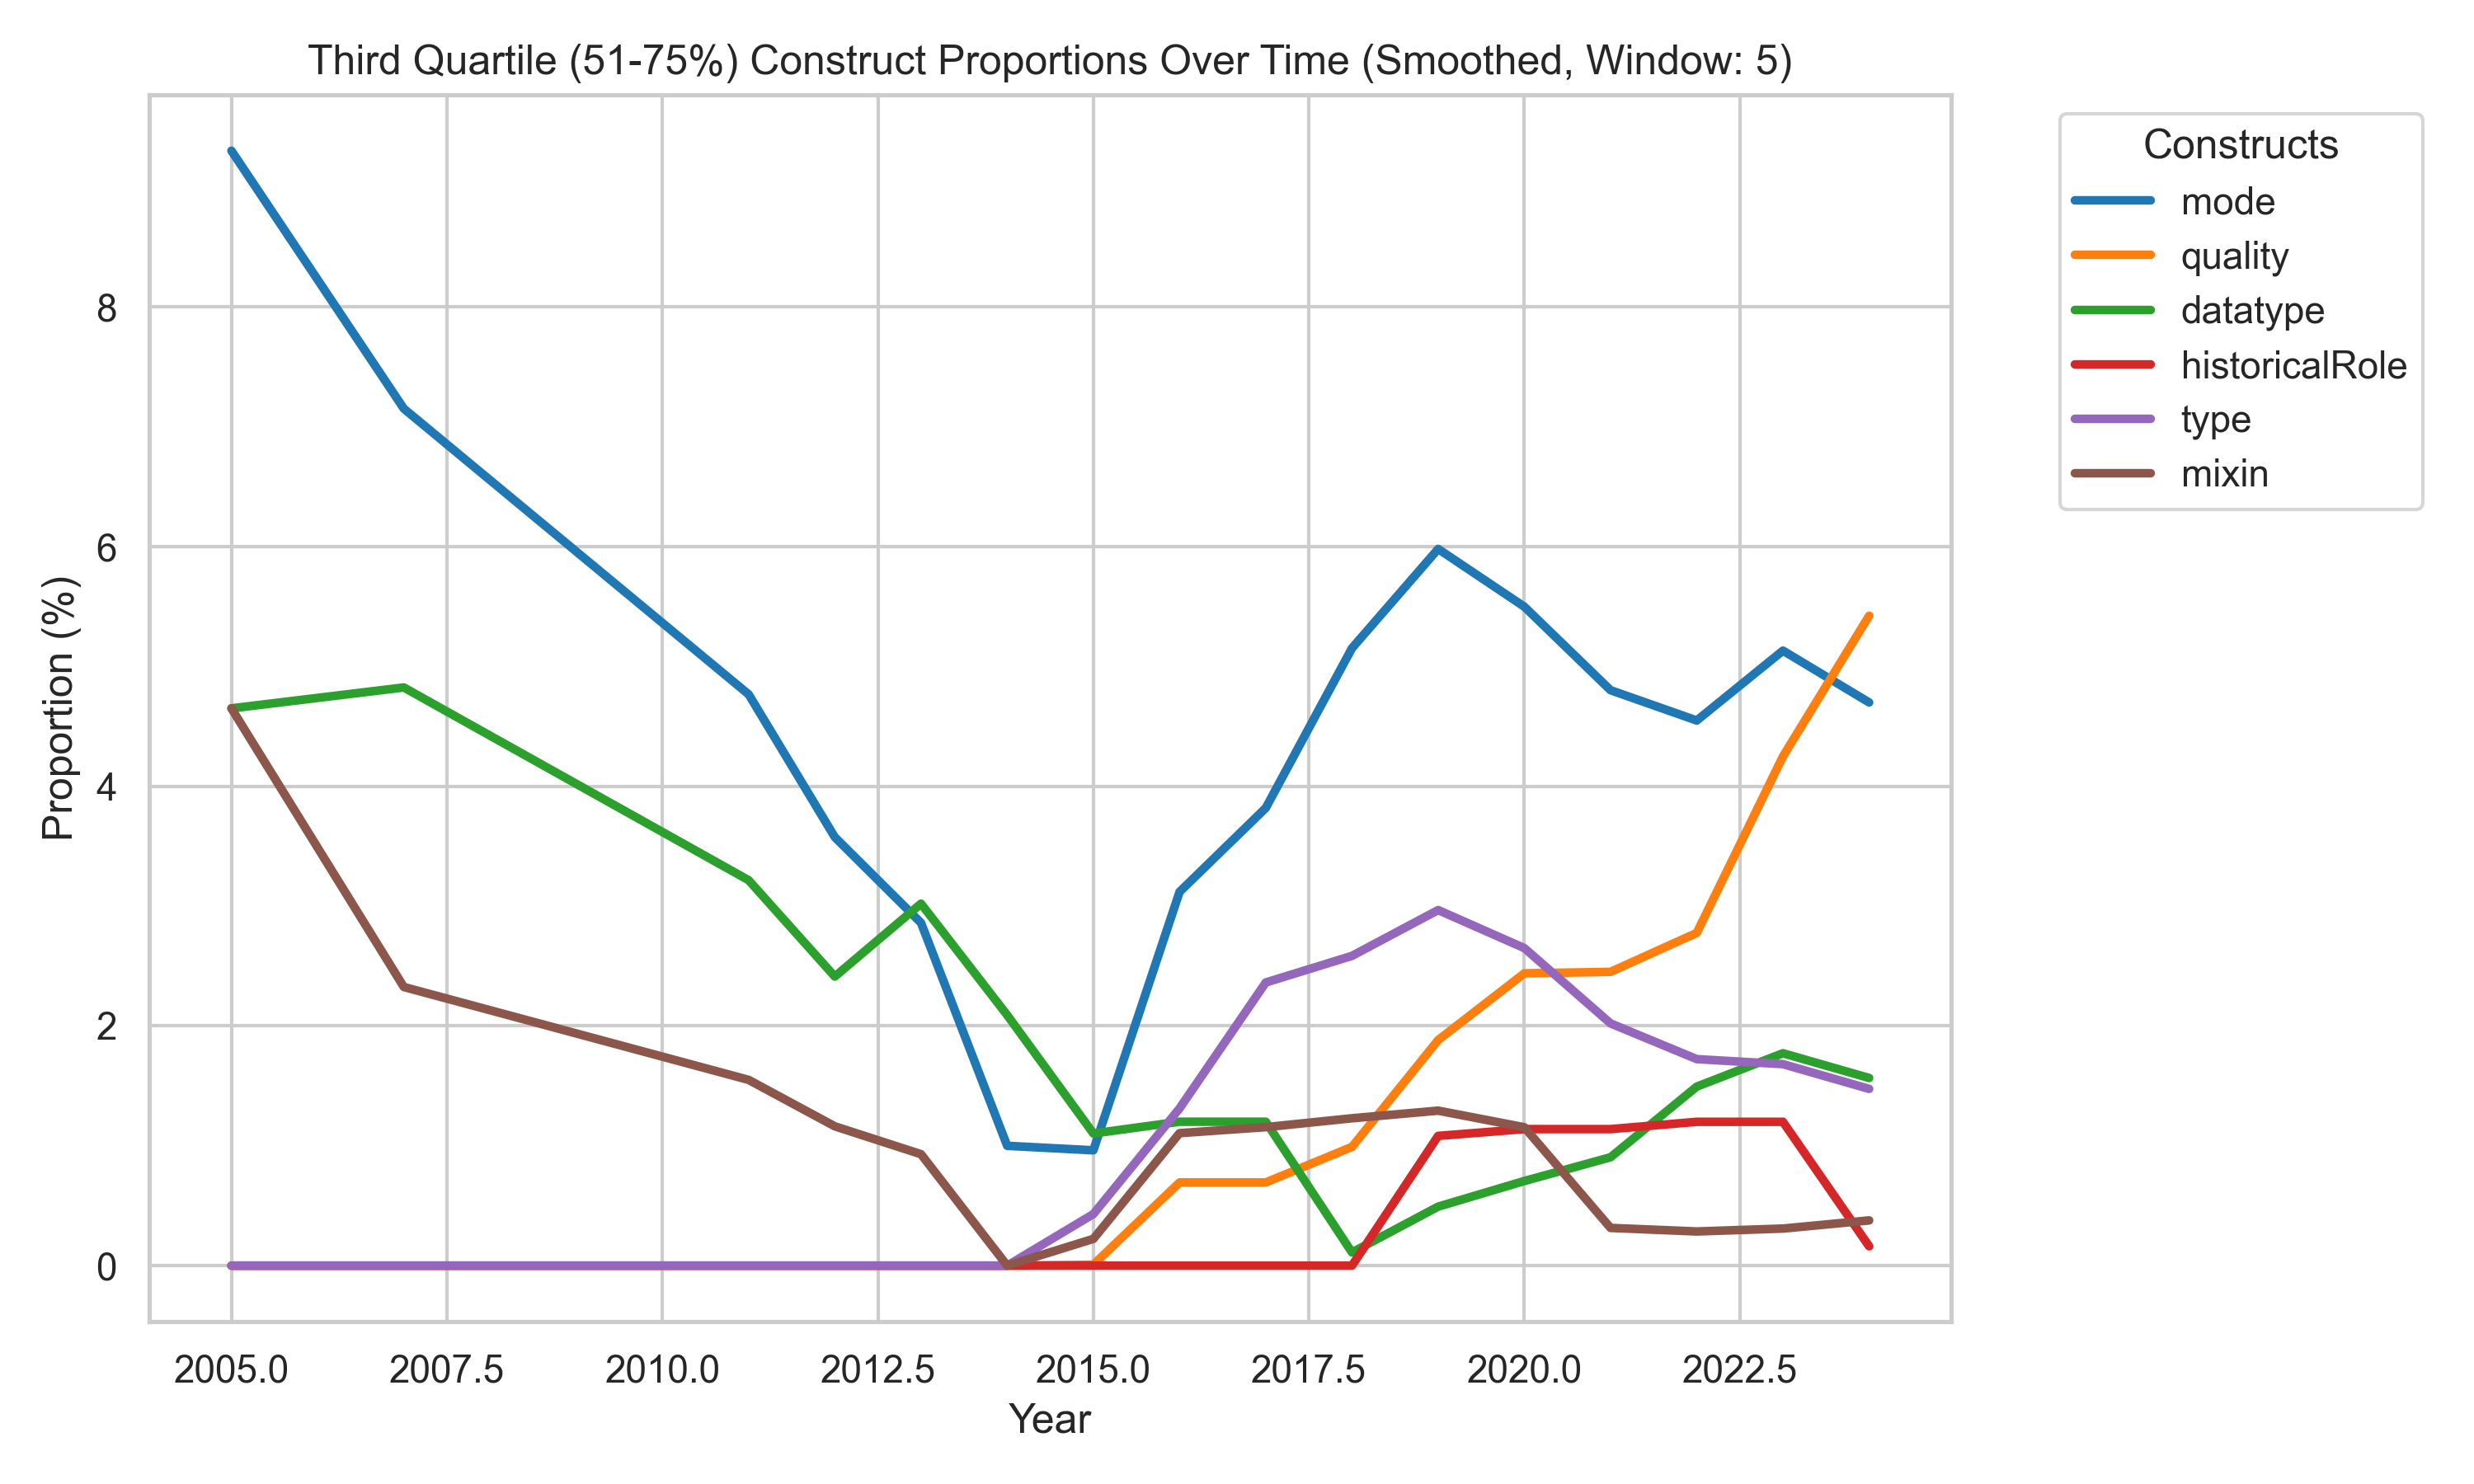 Third Quartile (51-75%) Construct Proportions Over Time (Smoothed, Window: 5)
Constructs
mode
quality
datatype
historicalRole
type
mixin
Proportion (%)
8
6
4
2
0
2005.0 2007.5 2010.0 2012.5 2015.0 2017.5 2020.0 2022.5
Year